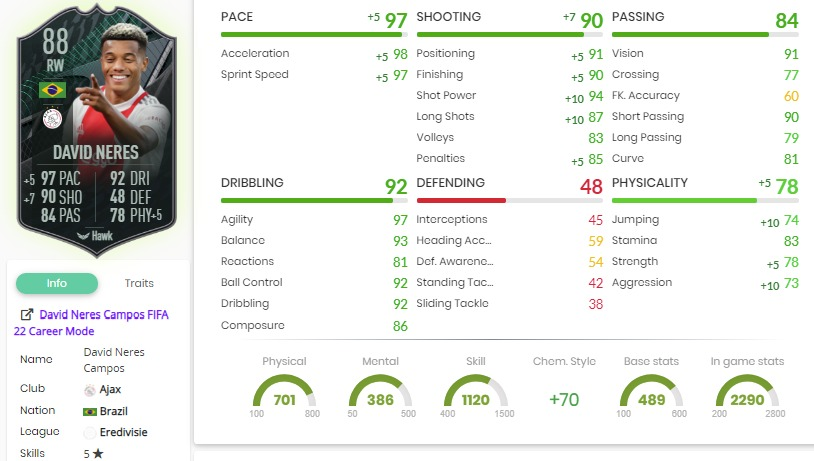 88
RW
DAVID NERES
+5 97 PAC 92 DRI
+7 90 SHO 48 DEF
84 PAS 78 PHY+5
Hawk
Info Traits
David Neres Campos FIFA
22 Career Mode
Name David Neres
Campos
Club Ajax
Nation Brazil
League Eredivisie
Skills 5★
PACE +5 97
Acceleration +5 98
Sprint Speed +5 97
SHOOTING +7 90
Positioning +5 91
Finishing +5 90
Shot Power +10 94
Long Shots +10 87
Volleys 83
Penalties +5 85
PASSING 84
Vision 91
Crossing 77
FK. Accuracy 60
Short Passing 90
Long Passing 79
Curve 81
DRIBBLING 92
Agility 97
Balance 93
Reactions 81
Ball Control 92
Dribbling 92
Composure 86
DEFENDING 48
Interceptions 45
Heading Acc... 59
Def. Awarene... 54
Standing Tac... 42
Sliding Tackle 38
PHYSICALITY +5 78
Jumping +10 74
Stamina 83
Strength +5 78
Aggression +10 73
Physical Mental Skill Chem. Style Base stats In game stats
701 386 1120 +70 489 2290
100 800 50 500 400 1500 100 600 200 2800